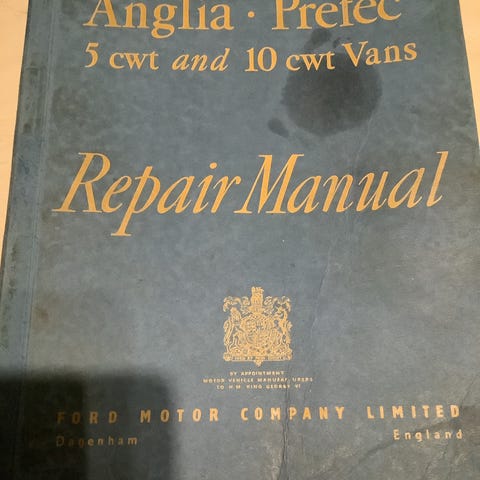 Anglia · Prefec
5 cwt and 10 cwt Vans
Repair Manual
BY APPOINTMENT
MOTOR VEHICLE MANUFACTURERS
TO H.M. KING GEORGE VI
FORD MOTOR COMPANY LIMITED
Dagenham England